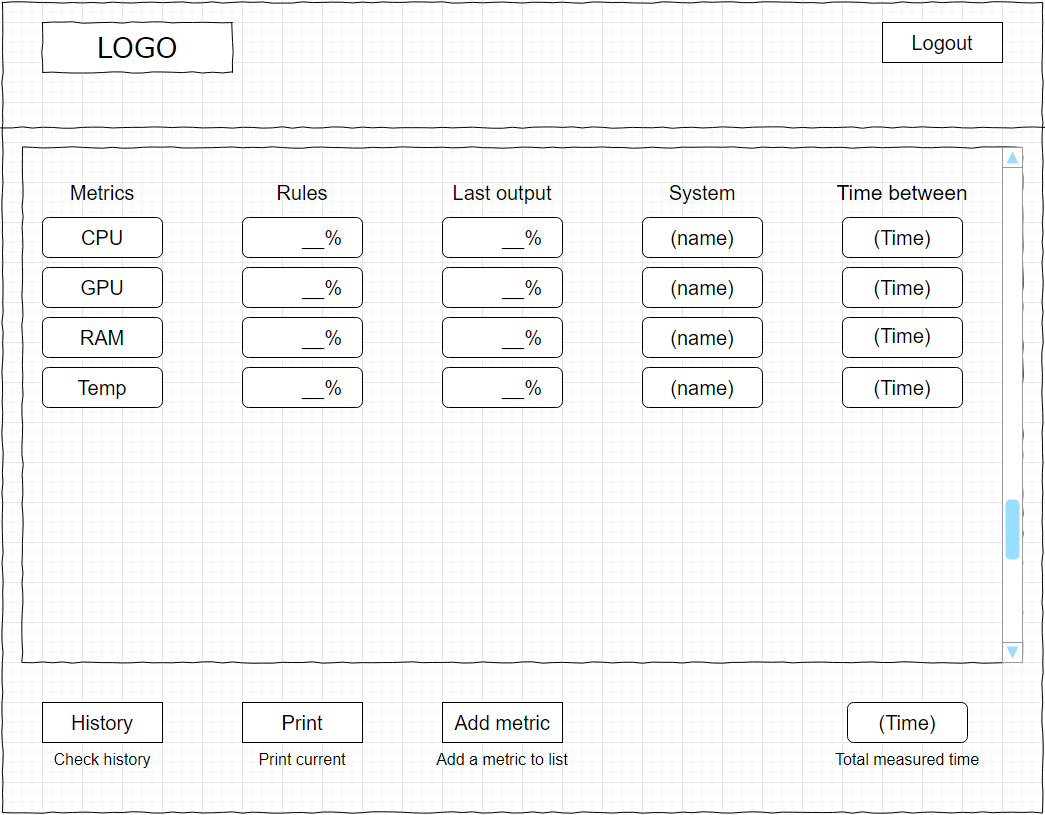 LOGO
Logout
Metrics Rules Last output System Time between
CPU __% __% (name) (Time)
GPU __% __% (name) (Time)
RAM __% __% (name) (Time)
Temp __% __% (name) (Time)
History Print Add metric (Time)
Check history Print current Add a metric to list Total measured time